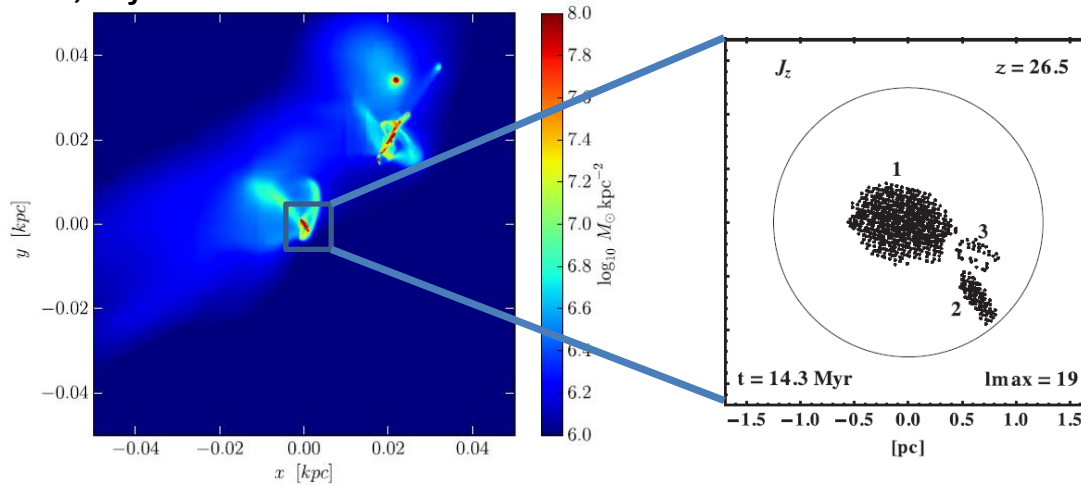 0.04
0.02
0.00
−0.02
−0.04
y [kpc]
−0.04 −0.02 0.00 0.02 0.04
x [kpc]
8.0
7.6
7.4
7.2
7.0
6.8
6.6
6.4
6.2
6.0
log₁₀ M⊙ kpc⁻²
J_z
z = 26.5
1
3
2
t = 14.3 Myr
lmax = 19
−1.5 −1.0 −0.5 0.0 0.5 1.0 1.5
[pc]